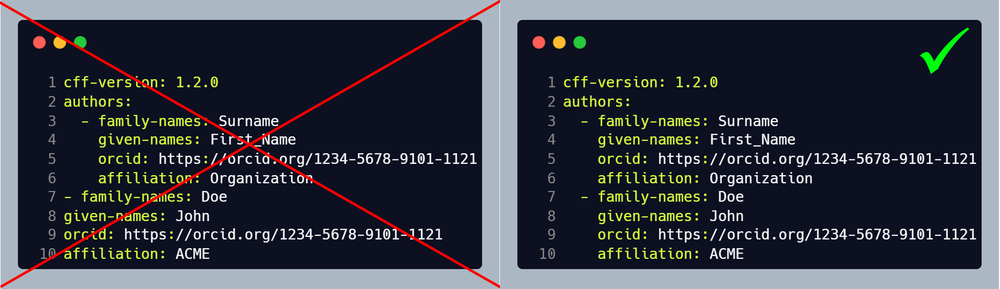 1 cff-version: 1.2.0
2 authors:
3   - family-names: Surname
4     given-names: First_Name
5     orcid: https://orcid.org/1234-5678-9101-1121
6     affiliation: Organization
7 - family-names: Doe
8 given-names: John
9 orcid: https://orcid.org/1234-5678-9101-1121
10 affiliation: ACME
1 cff-version: 1.2.0
2 authors:
3   - family-names: Surname
4     given-names: First_Name
5     orcid: https://orcid.org/1234-5678-9101-1121
6     affiliation: Organization
7   - family-names: Doe
8     given-names: John
9     orcid: https://orcid.org/1234-5678-9101-1121
10     affiliation: ACME